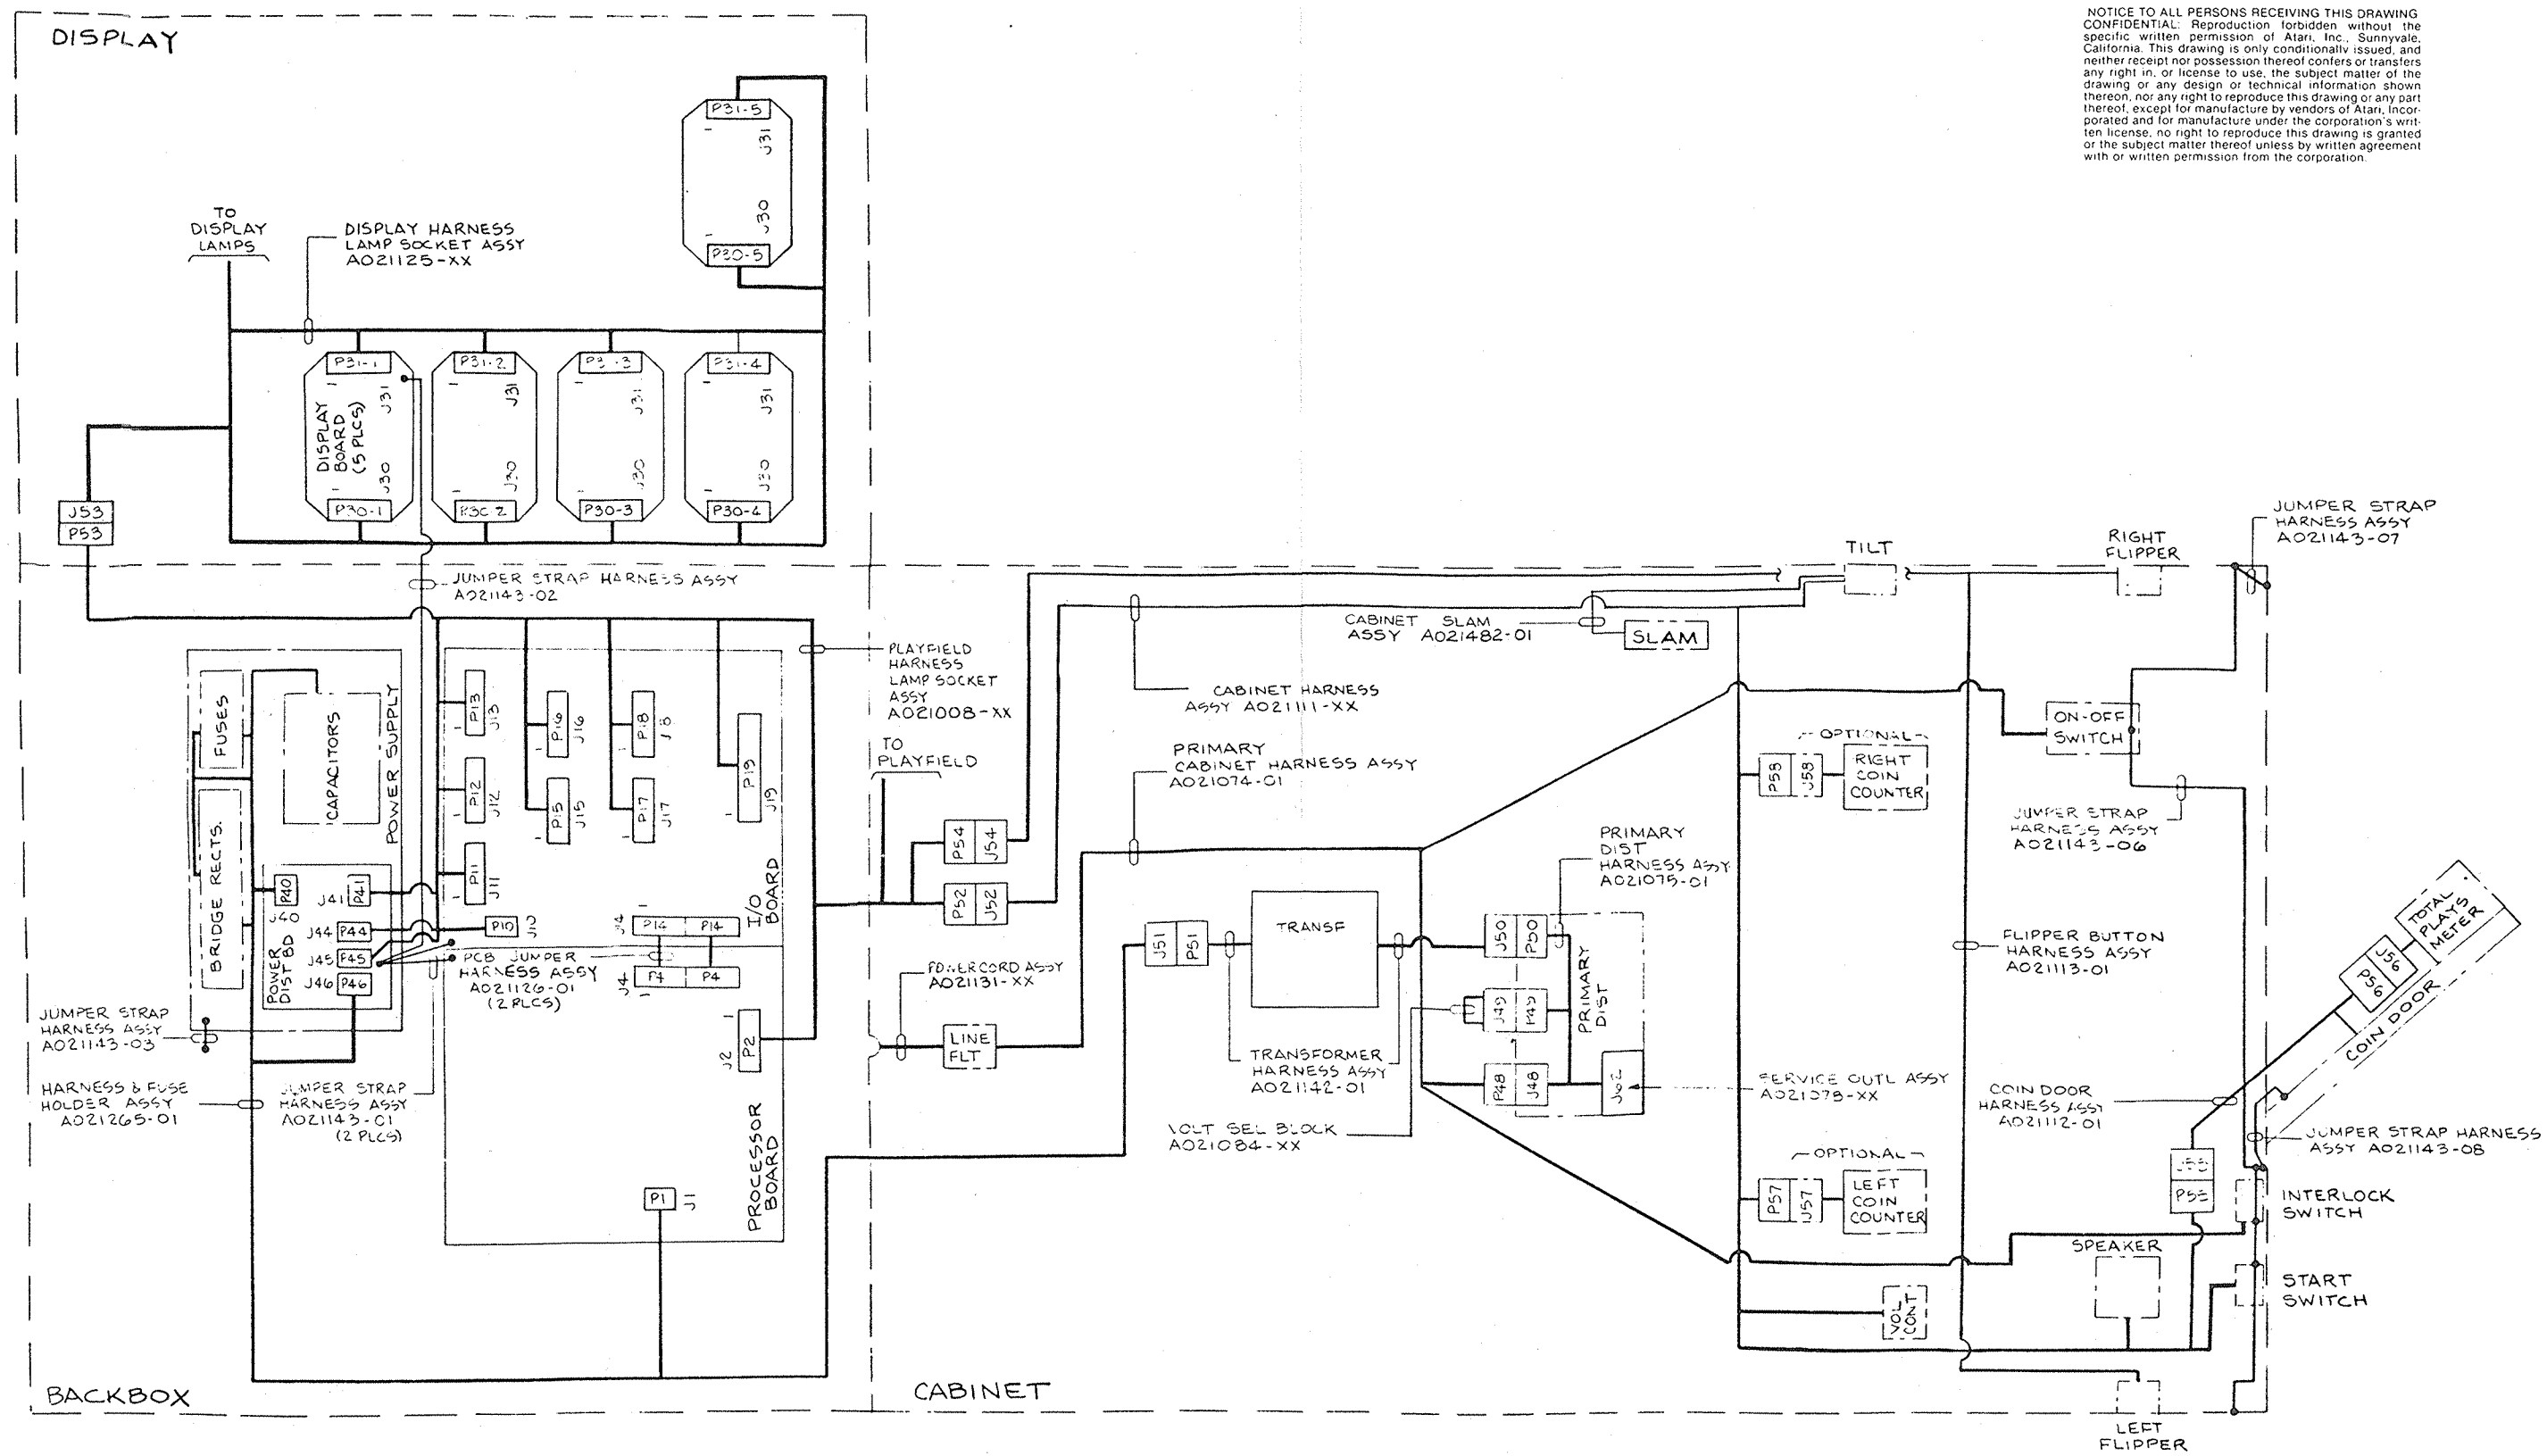 NOTICE TO ALL PERSONS RECEIVING THIS DRAWING
CONFIDENTIAL: Reproduction forbidden without the
specific written permission of Atari, Inc., Sunnyvale,
California. This drawing is only conditionally issued, and
neither receipt nor possession thereof confers or transfers
any right in, or license to use, the subject matter of the
drawing or any design or technical information shown
thereon, nor any right to reproduce this drawing or any part
thereof, except for manufacture by vendors of Atari, Incor-
porated and for manufacture under the corporation's writ-
ten license, no right to reproduce this drawing is granted
or the subject matter thereof unless by written agreement
with or written permission from the corporation.
DISPLAY
P31-5
J31
J30
P30-5
TO
DISPLAY
LAMPS
DISPLAY HARNESS
LAMP SOCKET ASSY
A021125-XX
P31-1
P31-2
P31-3
P31-4
J31
J31
J31
J31
DISPLAY
BOARD
(5 PLCS)
J30
J30
J30
J30
P30-1
P30-2
P30-3
P30-4
J53
P53
JUMPER STRAP HARNESS ASSY
A021143-02
FUSES
CAPACITORS
POWER SUPPLY
BRIDGE RECTS.
P40
J40
J41
P41
J44
P44
J45
P45
J46
P46
POWER
DIST BD
P13
J13
P12
J12
P11
J11
P10
J10
P16
J16
P15
J15
P18
J18
P17
J17
P19
J19
I/O
BOARD
J14
P14
P14
J4
P4
P4
PCB JUMPER
HARNESS ASSY
A021126-01
(2 PLCS)
J2
P2
PROCESSOR
BOARD
P1
J1
JUMPER STRAP
HARNESS ASSY
A021143-03
HARNESS & FUSE
HOLDER ASSY
A021265-01
JUMPER STRAP
HARNESS ASSY
A021143-01
(2 PLCS)
BACKBOX
PLAYFIELD
HARNESS
LAMP SOCKET
ASSY
A021008-XX
TO
PLAYFIELD
P54
J54
P52
J52
POWERCORD ASSY
A021131-XX
LINE
FLT
CABINET HARNESS
ASSY A021111-XX
PRIMARY
CABINET HARNESS ASSY
A021074-01
CABINET SLAM
ASSY A021482-01
SLAM
TILT
RIGHT
FLIPPER
JUMPER STRAP
HARNESS ASSY
A021143-07
ON-OFF
SWITCH
JUMPER STRAP
HARNESS ASSY
A021143-06
OPTIONAL
P58
J58
RIGHT
COIN
COUNTER
PRIMARY
DIST
HARNESS ASSY
A021075-01
J51
P51
TRANSF
J50
P50
J49
P49
P48
J48
J62
PRIMARY
DIST
TRANSFORMER
HARNESS ASSY
A021142-01
VOLT SEL BLOCK
A021084-XX
SERVICE OUTL ASSY
FLIPPER BUTTON
HARNESS ASSY
A021113-01
TOTAL
PLAYS
METER
J56
P56
COIN DOOR
COIN DOOR
HARNESS ASSY
A021112-01
JUMPER STRAP HARNESS
ASSY A021143-08
J55
P55
INTERLOCK
SWITCH
OPTIONAL
P57
J57
LEFT
COIN
COUNTER
SPEAKER
START
SWITCH
VOL
CONT
CABINET
LEFT
FLIPPER